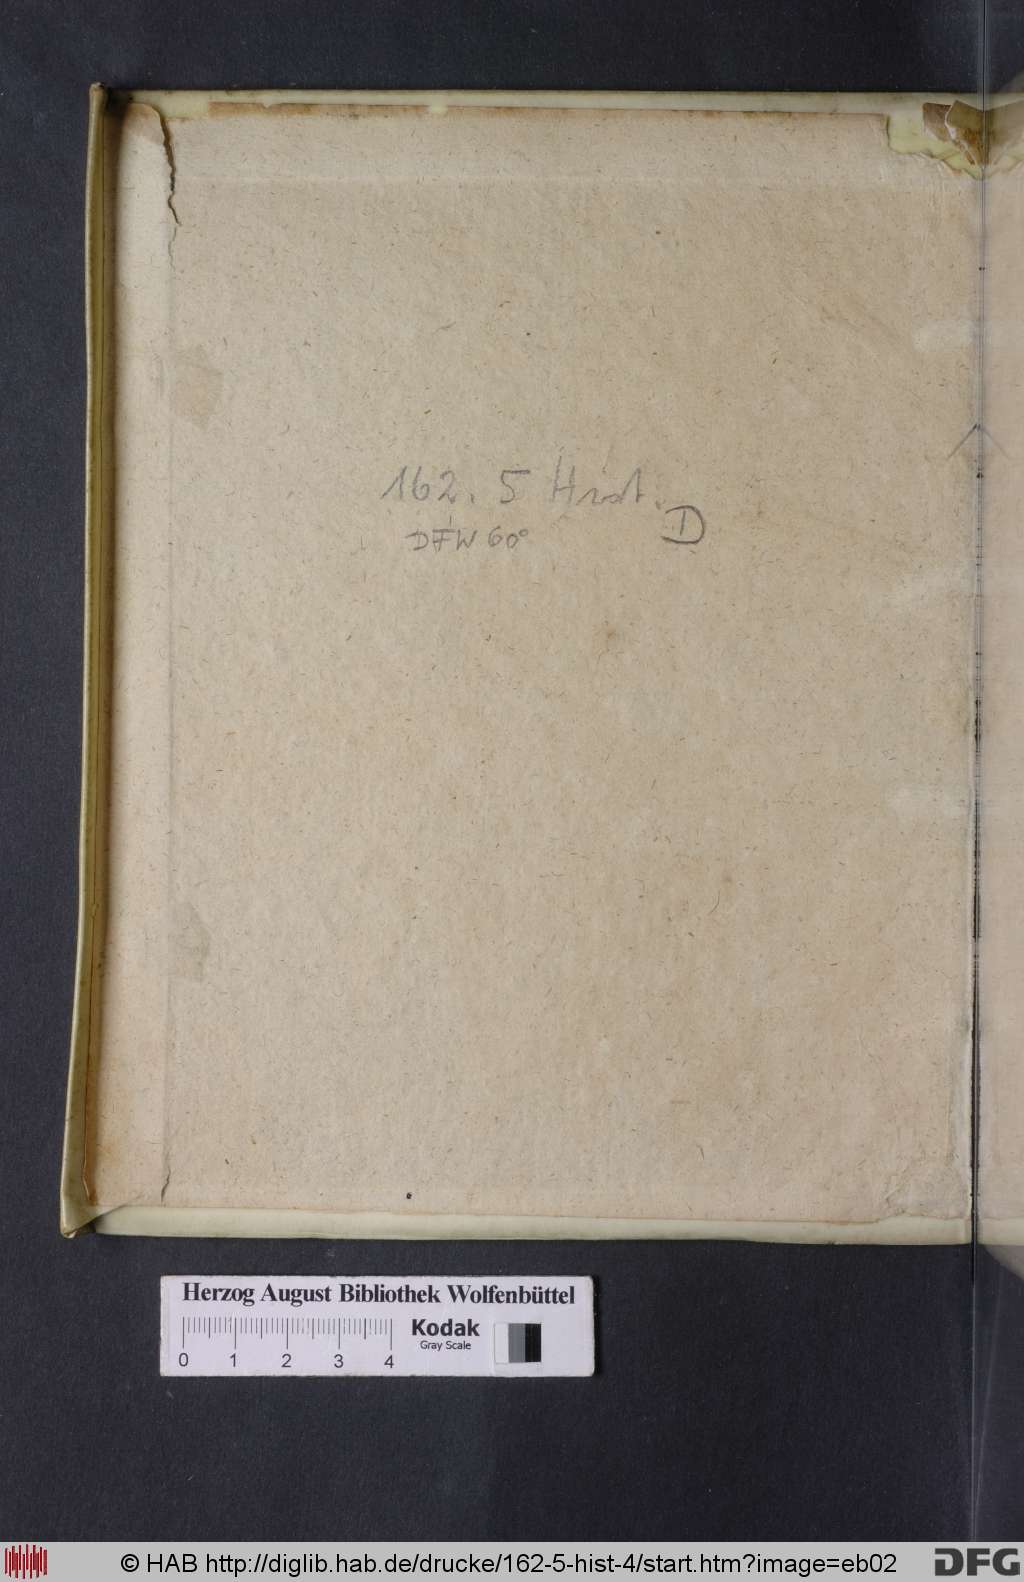 162. 5 Hist.
D
DFW 60°
Herzog August Bibliothek Wolfenbüttel
Kodak
Gray Scale
0 1 2 3 4
© HAB http://diglib.hab.de/drucke/162-5-hist-4/start.htm?image=eb02
DFG